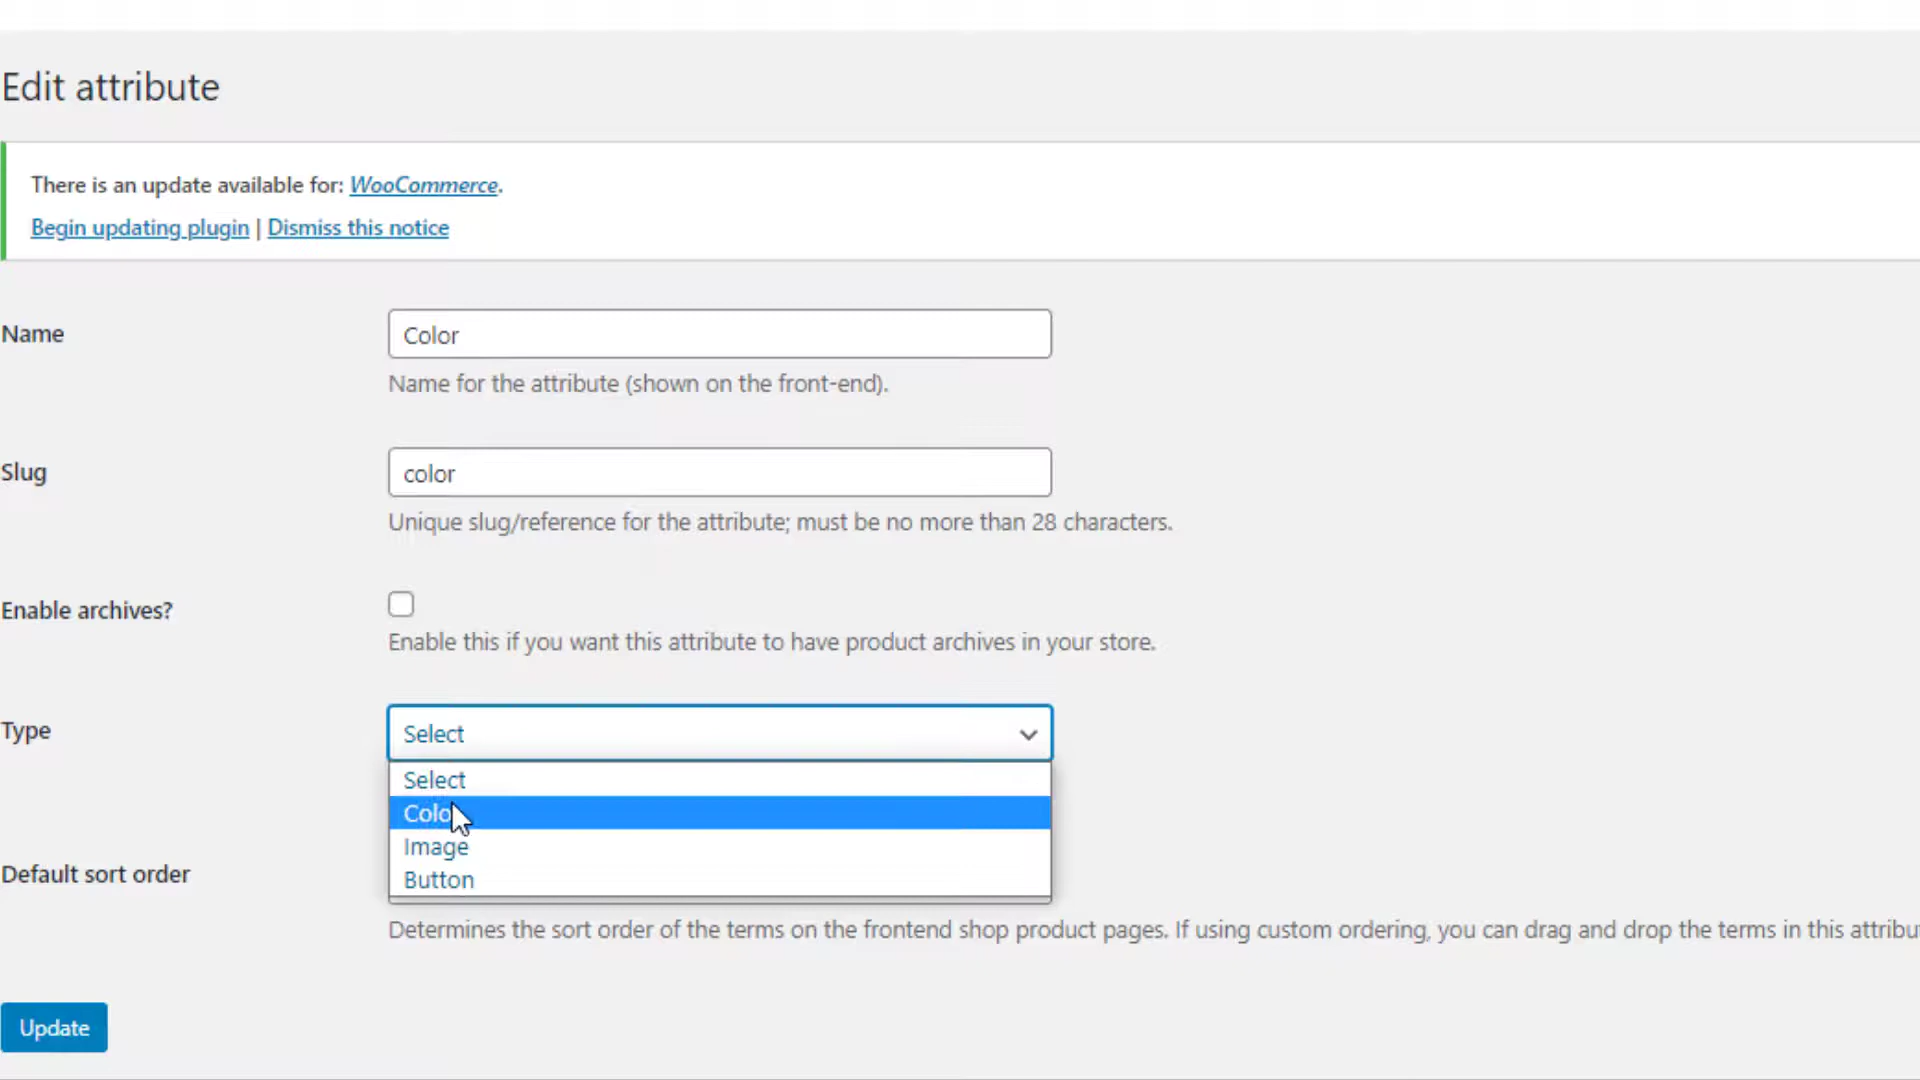 Edit attribute
There is an update available for: WooCommerce.
Begin updating plugin | Dismiss this notice
Name
Color
Name for the attribute (shown on the front-end).
Slug
color
Unique slug/reference for the attribute; must be no more than 28 characters.
Enable archives?
Enable this if you want this attribute to have product archives in your store.
Type
Select
Select
Colo
Image
Button
Default sort order
Determines the sort order of the terms on the frontend shop product pages. If using custom ordering, you can drag and drop the terms in this attribu
Update